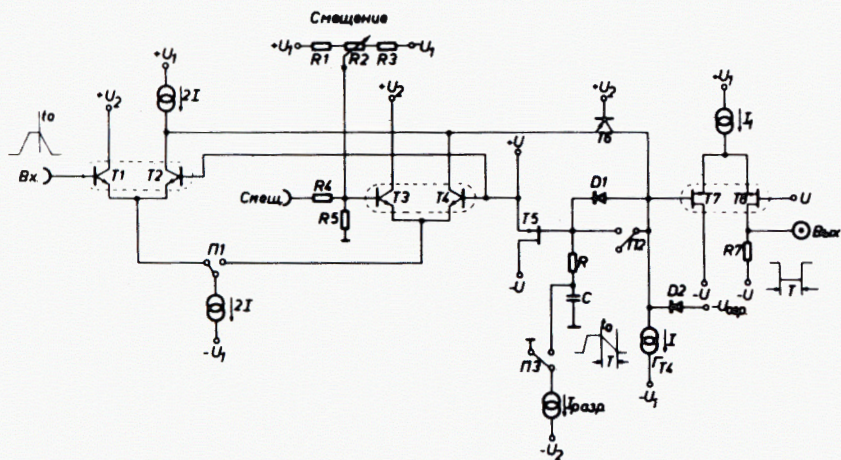 Смещение
+U₁
R1
R2
R3
-U₁
+U₁
+U₂
2I
+U₂
+U₂
-U₁
I₁
t₀
T6
Вх.
T1
T2
Смещ.
R4
R5
T3
T4
+U
T5
-U
D1
П2
T7
T8
U
Вых
R7
R
C
t₀
T
D2
-Uогр.
-U
-U
T
П1
2I
-U₁
П3
Iразр.
-U₂
I
ГТ4
-U₁